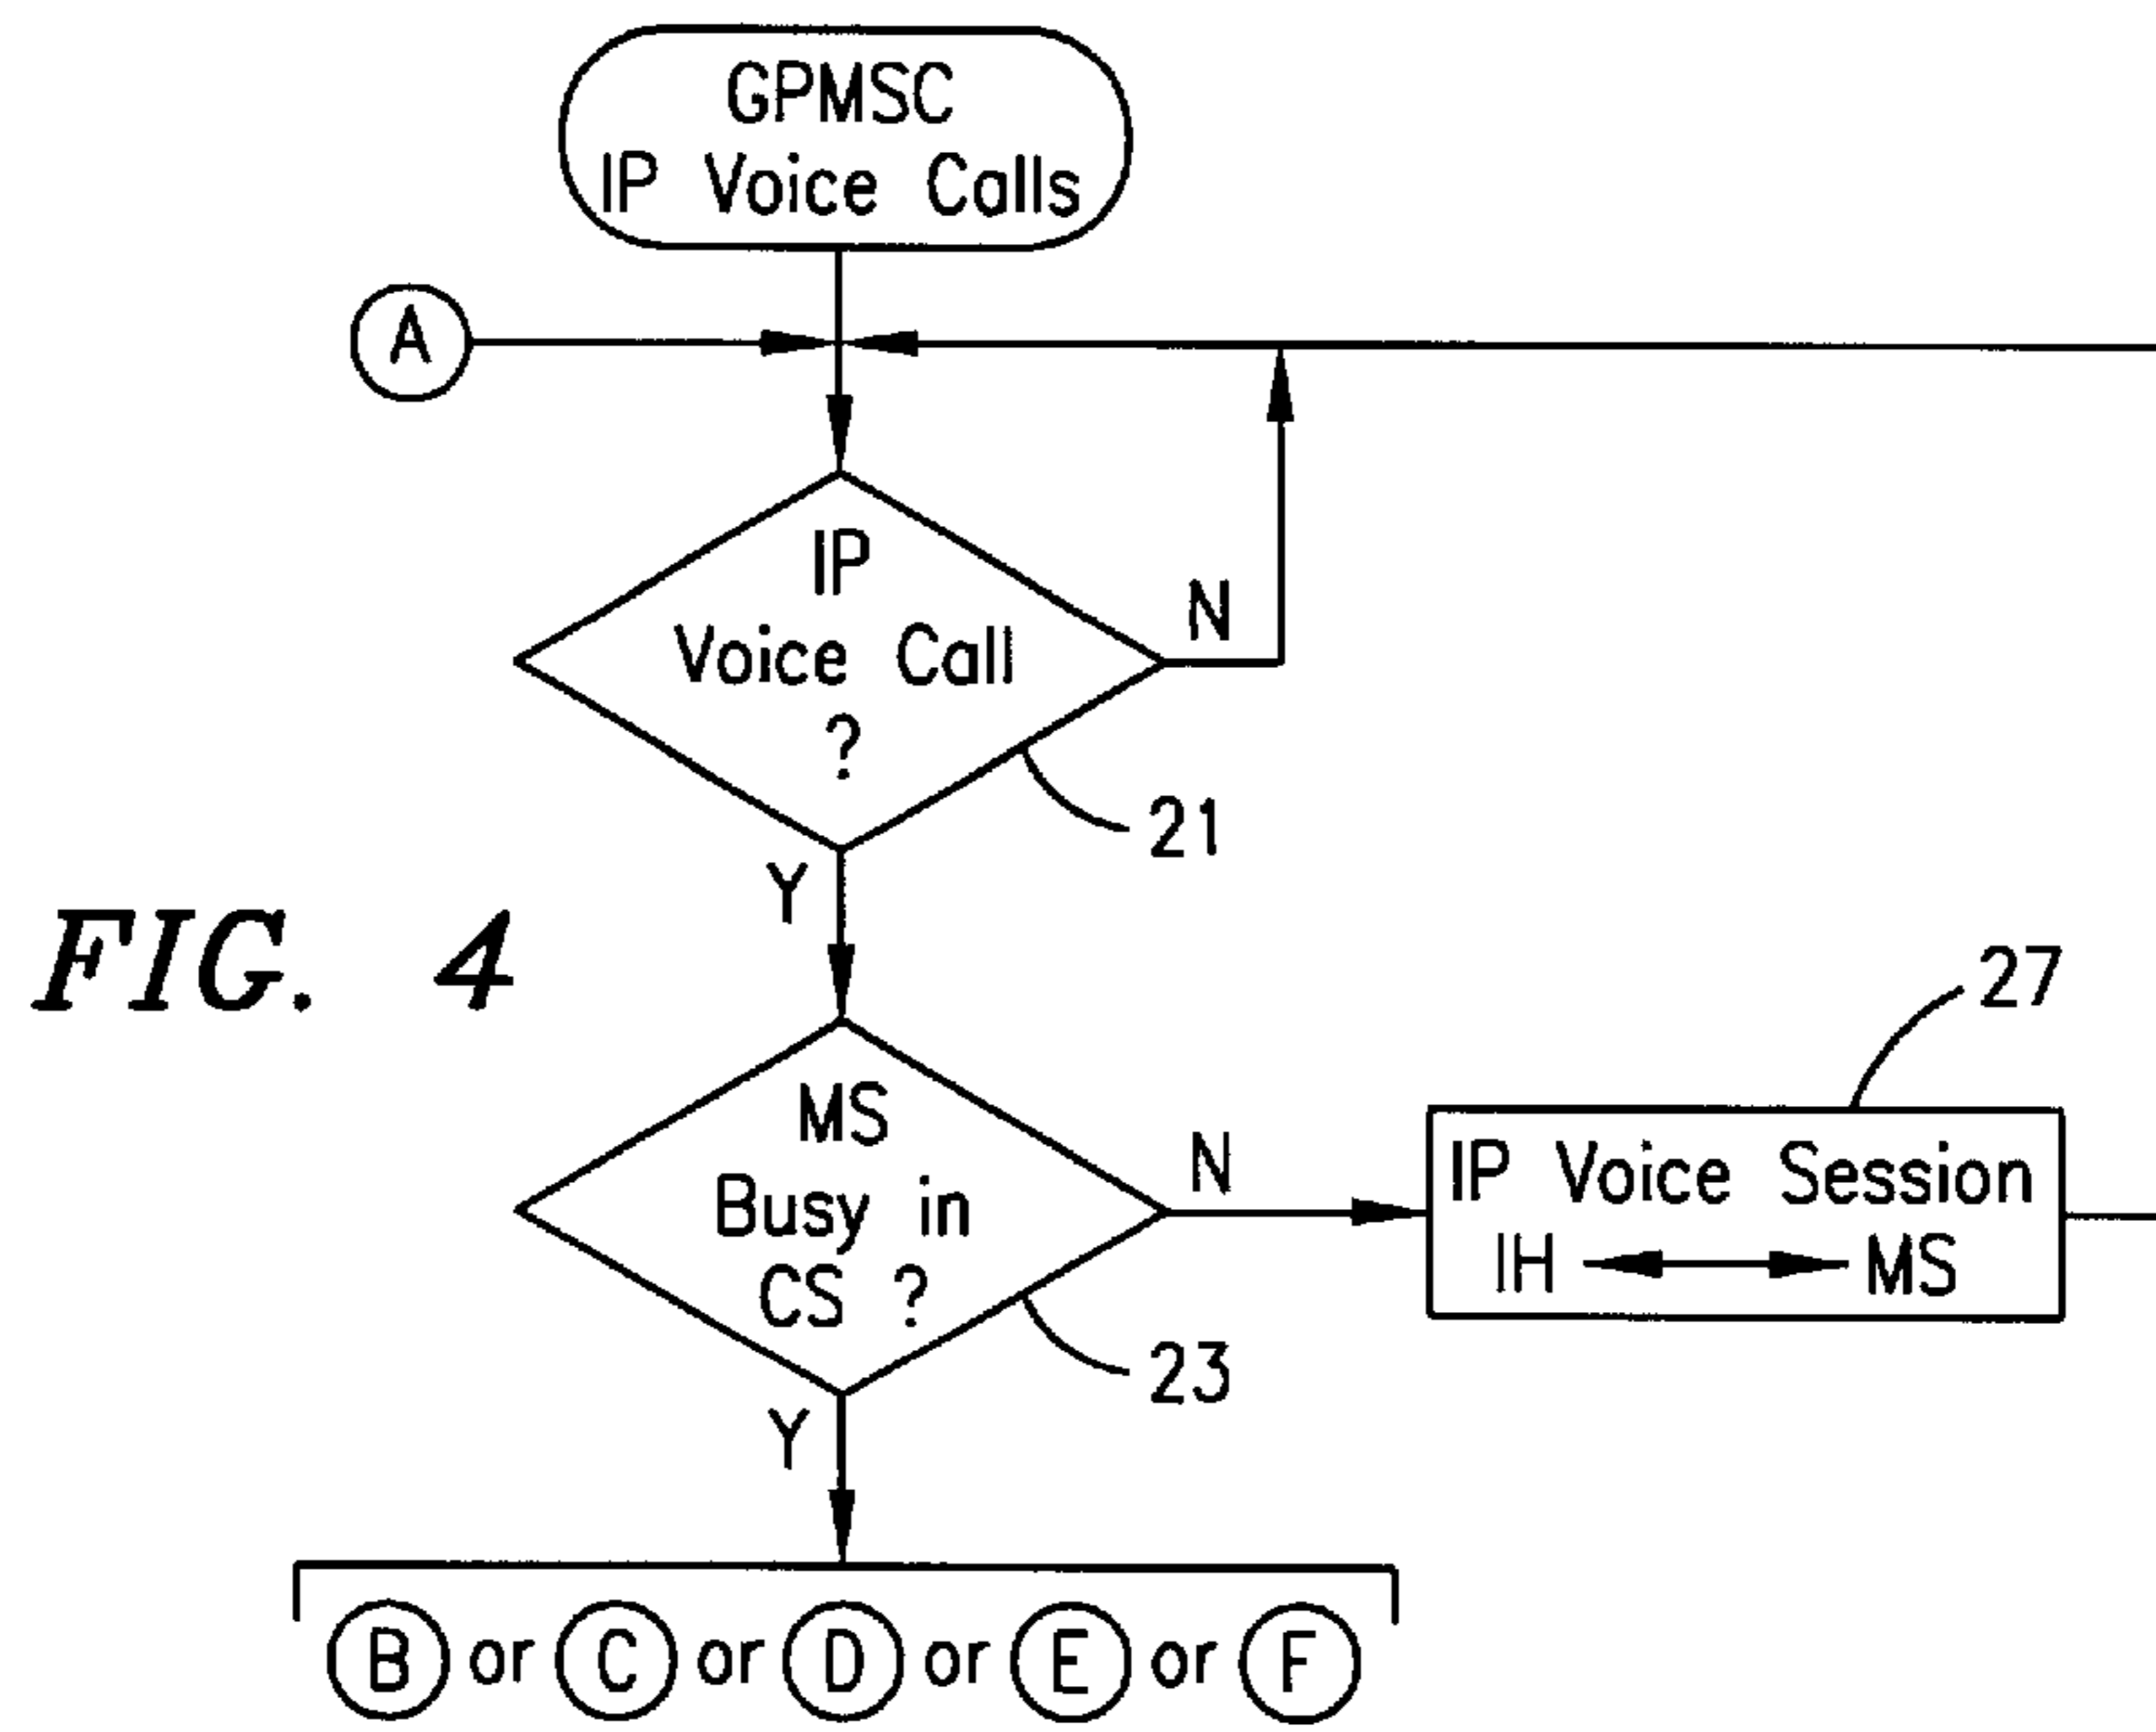 GPMSC
IP Voice Calls
A
IP
Voice Call
?
N
21
Y
FIG. 4
27
MS
Busy in
CS ?
N
IP Voice Session
IH MS
23
Y
B or C or D or E or F